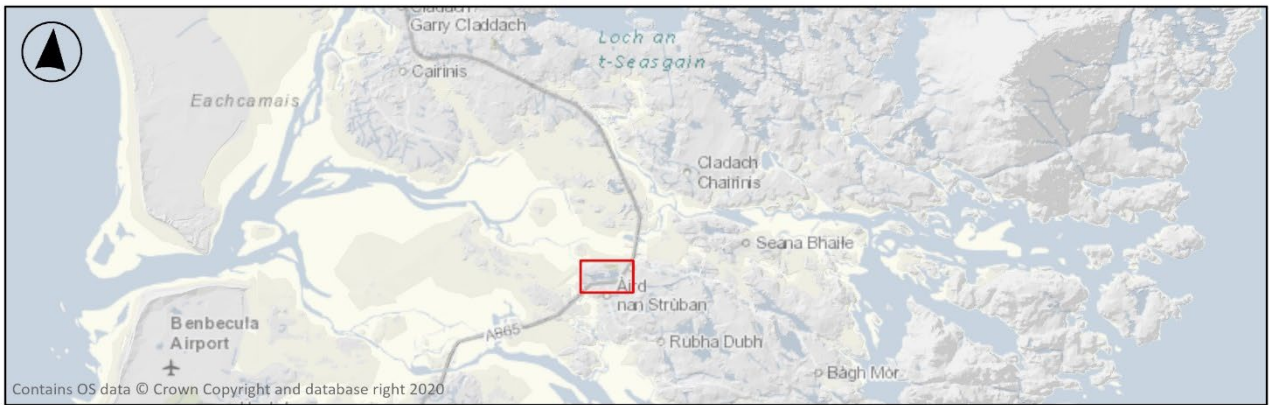 Garry Claddach
Loch an
t-Seasgain
Cairinis
Eachcamais
Cladach
Chairinis
Seana Bhaile
Àird
nan Strùban
A865
Benbecula
Airport
Rubha Dubh
Bàgh Mòr
Contains OS data © Crown Copyright and database right 2020